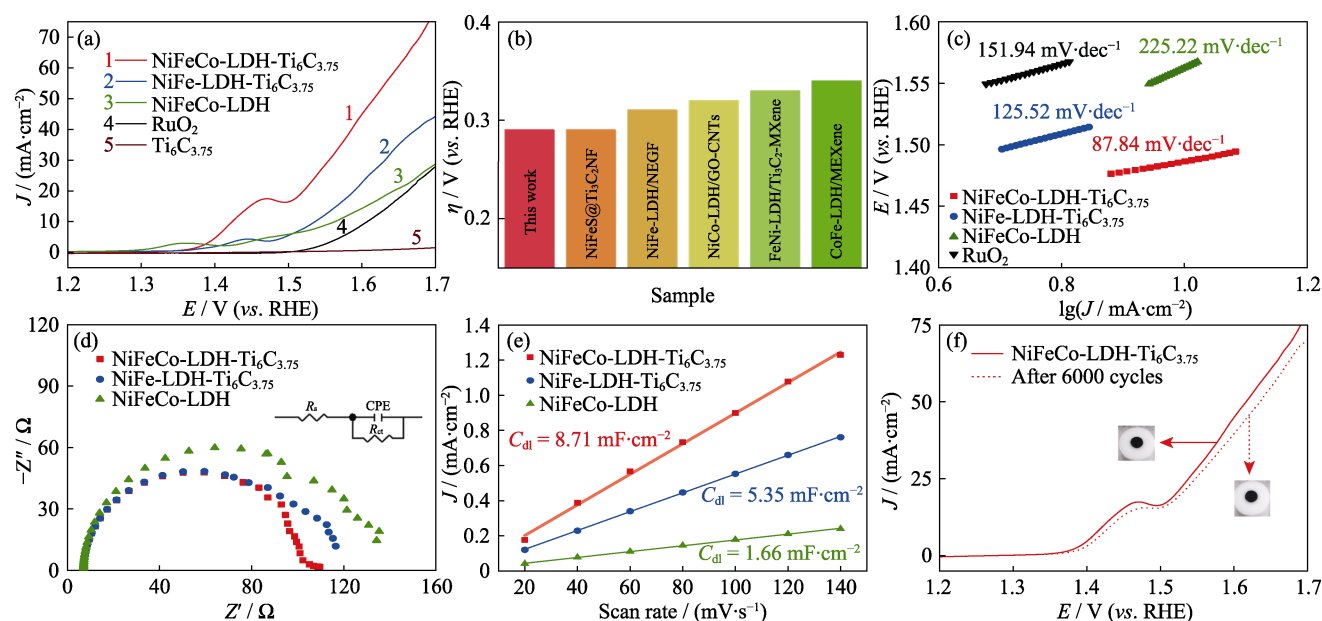 (a)
J / (mA·cm⁻²)
70
60
50
40
30
20
10
0
1 NiFeCo-LDH-Ti₆C₃.₇₅
2 NiFe-LDH-Ti₆C₃.₇₅
3 NiFeCo-LDH
4 RuO₂
5 Ti₆C₃.₇₅
1
2
3
4
5
1.2 1.3 1.4 1.5 1.6 1.7
E / V (vs. RHE)
(b)
η / V (vs. RHE)
0.4
0.3
0.2
This work
NiFeS@Ti₃C₂NF
NiFe-LDH/NEGF
NiCo-LDH/GO-CNTs
FeNi-LDH/Ti₃C₂-MXene
CoFe-LDH/MEXene
Sample
(c)
E / V (vs. RHE)
1.60
1.55
1.50
1.45
1.40
151.94 mV·dec⁻¹
225.22 mV·dec⁻¹
125.52 mV·dec⁻¹
87.84 mV·dec⁻¹
NiFeCo-LDH-Ti₆C₃.₇₅
NiFe-LDH-Ti₆C₃.₇₅
NiFeCo-LDH
RuO₂
0.6 0.8 1.0 1.2
lg(J / mA·cm⁻²)
(d)
−Z″ / Ω
120
90
60
30
0
NiFeCo-LDH-Ti₆C₃.₇₅
NiFe-LDH-Ti₆C₃.₇₅
NiFeCo-LDH
Rs
CPE
Rct
0 40 80 120 160
Z′ / Ω
(e)
J / (mA·cm⁻²)
1.4
1.2
1.0
0.8
0.6
0.4
0.2
0
NiFeCo-LDH-Ti₆C₃.₇₅
NiFe-LDH-Ti₆C₃.₇₅
NiFeCo-LDH
Cdl = 8.71 mF·cm⁻²
Cdl = 5.35 mF·cm⁻²
Cdl = 1.66 mF·cm⁻²
20 40 60 80 100 120 140
Scan rate / (mV·s⁻¹)
(f)
J / (mA·cm⁻²)
75
50
25
0
NiFeCo-LDH-Ti₆C₃.₇₅
After 6000 cycles
1.2 1.3 1.4 1.5 1.6 1.7
E / V (vs. RHE)